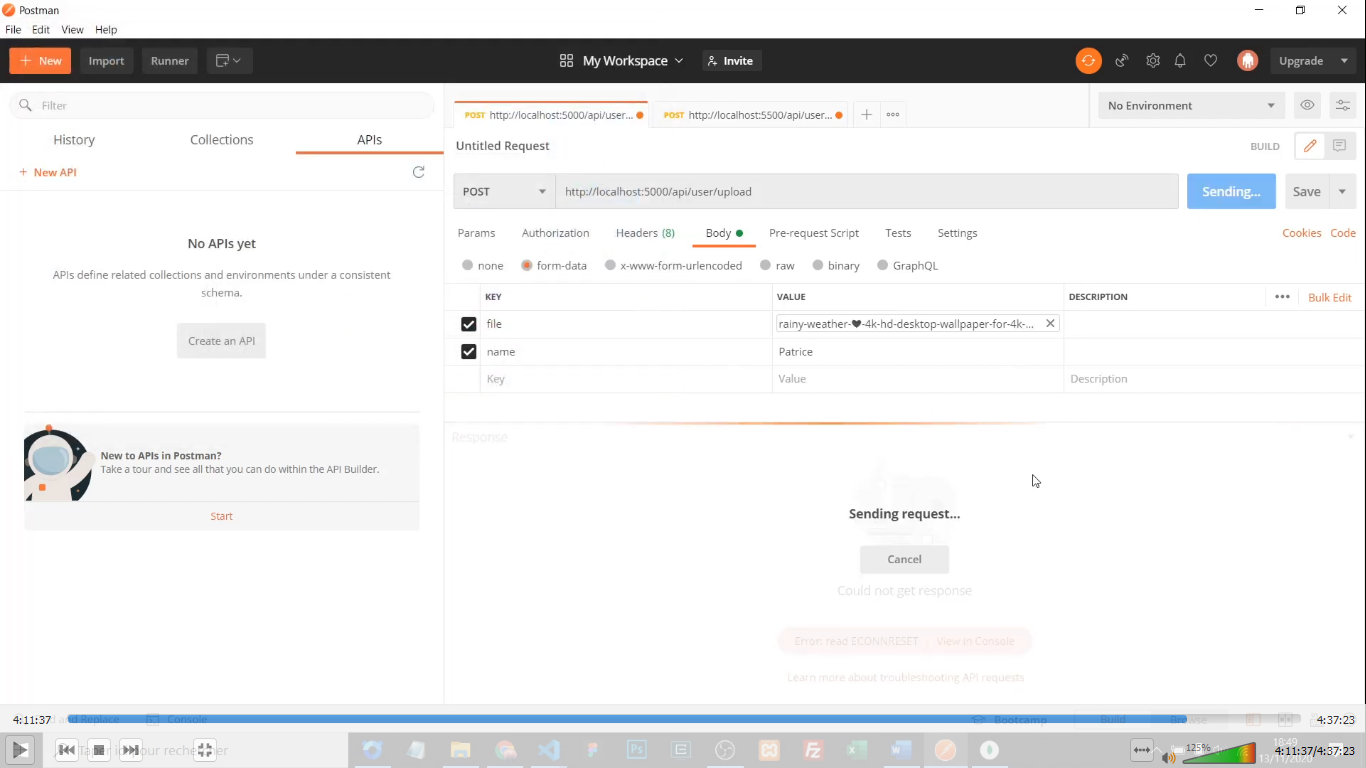 Postman
File Edit View Help
+ New Import Runner My Workspace Invite Upgrade
Filter
History Collections APIs
+ New API
No APIs yet
APIs define related collections and environments under a consistent
schema.
Create an API
New to APIs in Postman?
Take a tour and see all that you can do within the API Builder.
Start
POST http://localhost:5000/api/user... POST http://localhost:5500/api/user... + •••
No Environment
Untitled Request BUILD
POST http://localhost:5000/api/user/upload Sending... Save
Params Authorization Headers (8) Body Pre-request Script Tests Settings Cookies Code
none form-data x-www-form-urlencoded raw binary GraphQL
KEY VALUE DESCRIPTION ••• Bulk Edit
file rainy-weather-❤-4k-hd-desktop-wallpaper-for-4k-...
name Patrice
Key Value Description
Response
Sending request...
Cancel
Could not get response
Error: read ECONNRESET View in Console
Learn more about troubleshooting API requests
4:11:37 and Replace Console Bootcamp Build Browse 4:37:23
Taper ici pour rechercher
125% 18:49
4:11:37/4:37:23
13/11/2020